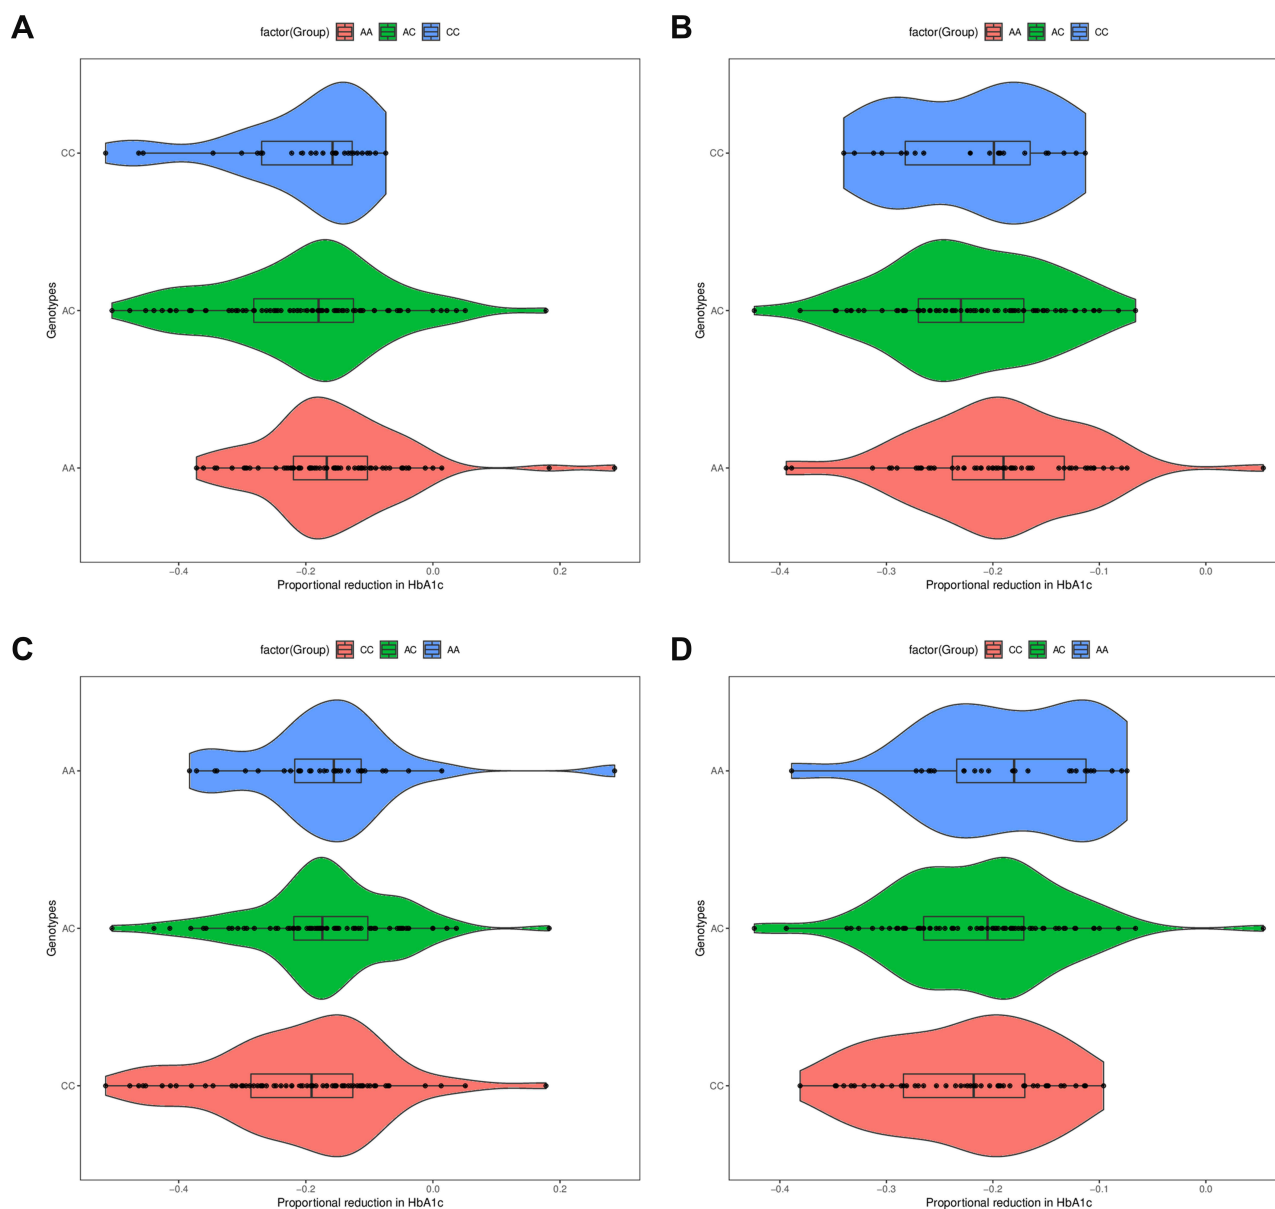 A
factor(Group) AA AC CC
CC
AC
AA
Genotypes
−0.4 −0.2 0.0 0.2
Proportional reduction in HbA1c
B
factor(Group) AA AC CC
CC
AC
AA
Genotypes
−0.4 −0.3 −0.2 −0.1 0.0
Proportional reduction in HbA1c
C
factor(Group) CC AC AA
AA
AC
CC
Genotypes
−0.4 −0.2 0.0 0.2
Proportional reduction in HbA1c
D
factor(Group) CC AC AA
AA
AC
CC
Genotypes
−0.4 −0.3 −0.2 −0.1 0.0
Proportional reduction in HbA1c